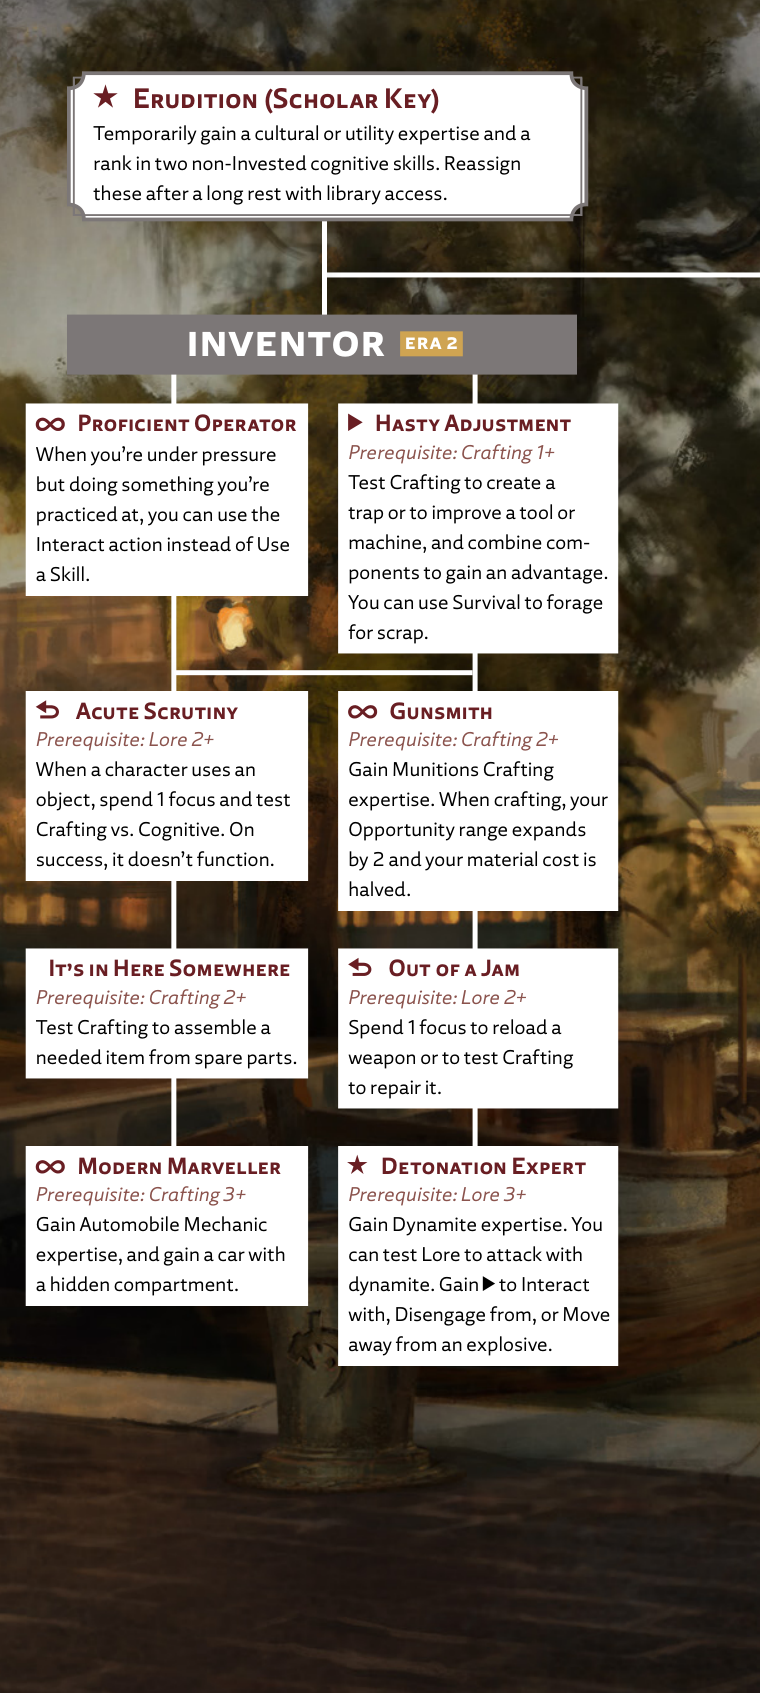 ★ Erudition (Scholar Key)
Temporarily gain a cultural or utility expertise and a
rank in two non-Invested cognitive skills. Reassign
these after a long rest with library access.
INVENTOR ERA 2
∞ Proficient Operator
When you’re under pressure
but doing something you’re
practiced at, you can use the
Interact action instead of Use
a Skill.
▶ Hasty Adjustment
Prerequisite: Crafting 1+
Test Crafting to create a
trap or to improve a tool or
machine, and combine com-
ponents to gain an advantage.
You can use Survival to forage
for scrap.
↩ Acute Scrutiny
Prerequisite: Lore 2+
When a character uses an
object, spend 1 focus and test
Crafting vs. Cognitive. On
success, it doesn’t function.
∞ Gunsmith
Prerequisite: Crafting 2+
Gain Munitions Crafting
expertise. When crafting, your
Opportunity range expands
by 2 and your material cost is
halved.
It’s in Here Somewhere
Prerequisite: Crafting 2+
Test Crafting to assemble a
needed item from spare parts.
↩ Out of a Jam
Prerequisite: Lore 2+
Spend 1 focus to reload a
weapon or to test Crafting
to repair it.
∞ Modern Marveller
Prerequisite: Crafting 3+
Gain Automobile Mechanic
expertise, and gain a car with
a hidden compartment.
★ Detonation Expert
Prerequisite: Lore 3+
Gain Dynamite expertise. You
can test Lore to attack with
dynamite. Gain ▶ to Interact
with, Disengage from, or Move
away from an explosive.